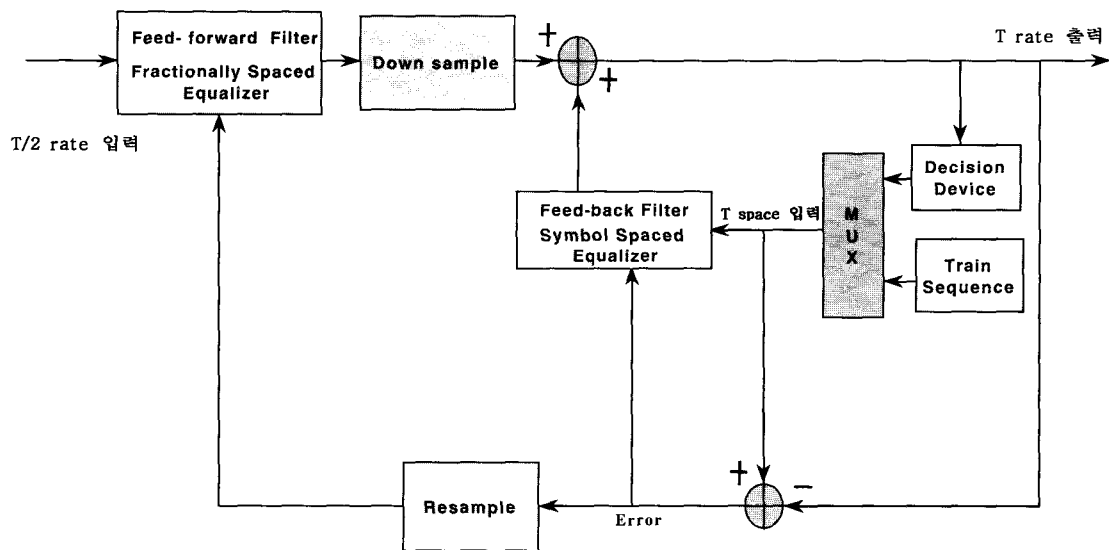 T rate 출력
Feed- forward Filter
Fractionally Spaced
Equalizer
Down sample
+
+
T/2 rate 입력
Decision
Device
M
U
X
Feed-back Filter
Symbol Spaced
Equalizer
T space 입력
Train
Sequence
+
−
Resample
Error